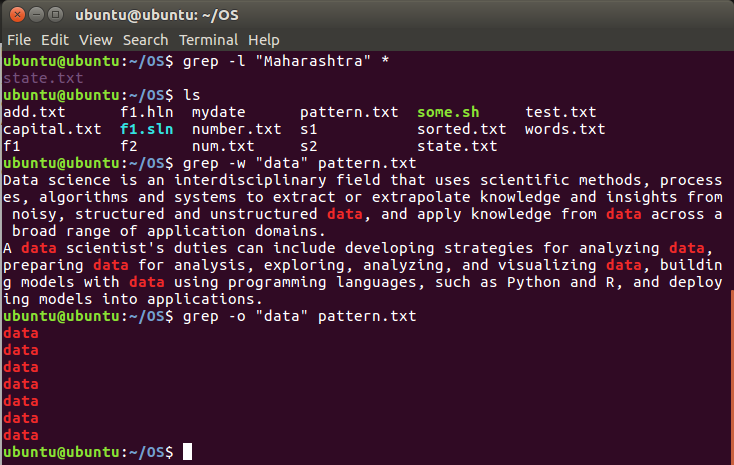 ubuntu@ubuntu: ~/OS
File Edit View Search Terminal Help
ubuntu@ubuntu:~/OS$ grep -l "Maharashtra" *
state.txt
ubuntu@ubuntu:~/OS$ ls
add.txt f1.hln mydate pattern.txt some.sh test.txt
capital.txt f1.sln number.txt s1 sorted.txt words.txt
f1 f2 num.txt s2 state.txt
ubuntu@ubuntu:~/OS$ grep -w "data" pattern.txt
Data science is an interdisciplinary field that uses scientific methods, process
es, algorithms and systems to extract or extrapolate knowledge and insights from
 noisy, structured and unstructured data, and apply knowledge from data across a
 broad range of application domains.
A data scientist's duties can include developing strategies for analyzing data,
preparing data for analysis, exploring, analyzing, and visualizing data, buildin
g models with data using programming languages, such as Python and R, and deploy
ing models into applications.
ubuntu@ubuntu:~/OS$ grep -o "data" pattern.txt
data
data
data
data
data
data
data
ubuntu@ubuntu:~/OS$